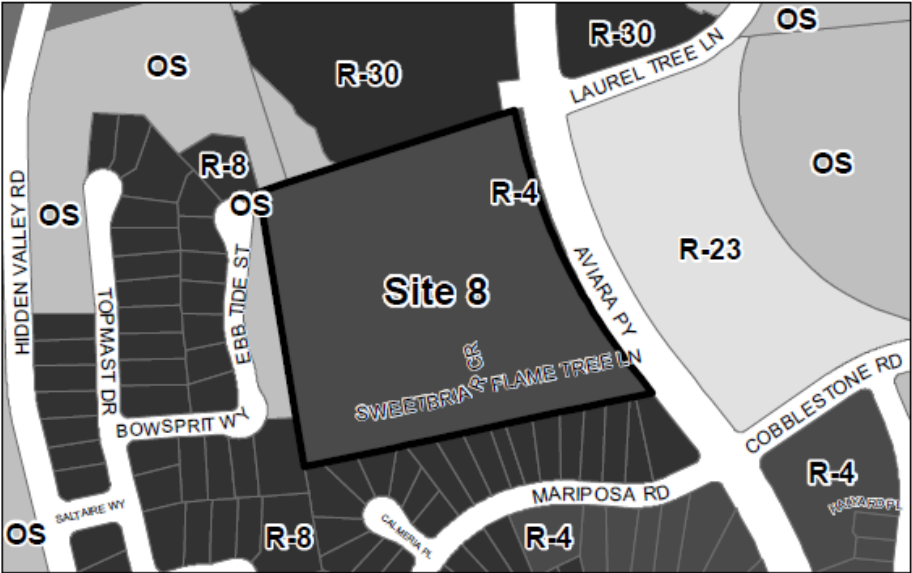 OS
R-30
R-30
OS
LAUREL TREE LN
R-8
OS
OS
R-4
OS
HIDDEN VALLEY RD
TOPMAST DR
EBB TIDE ST
Site 8
AVIARA PY
R-23
SWEETBRIAR CR
FLAME TREE LN
BOWSPRIT WY
COBBLESTONE RD
MARIPOSA RD
R-4
SALTAIRE WY
CALMERIA PL
OS
R-8
R-4